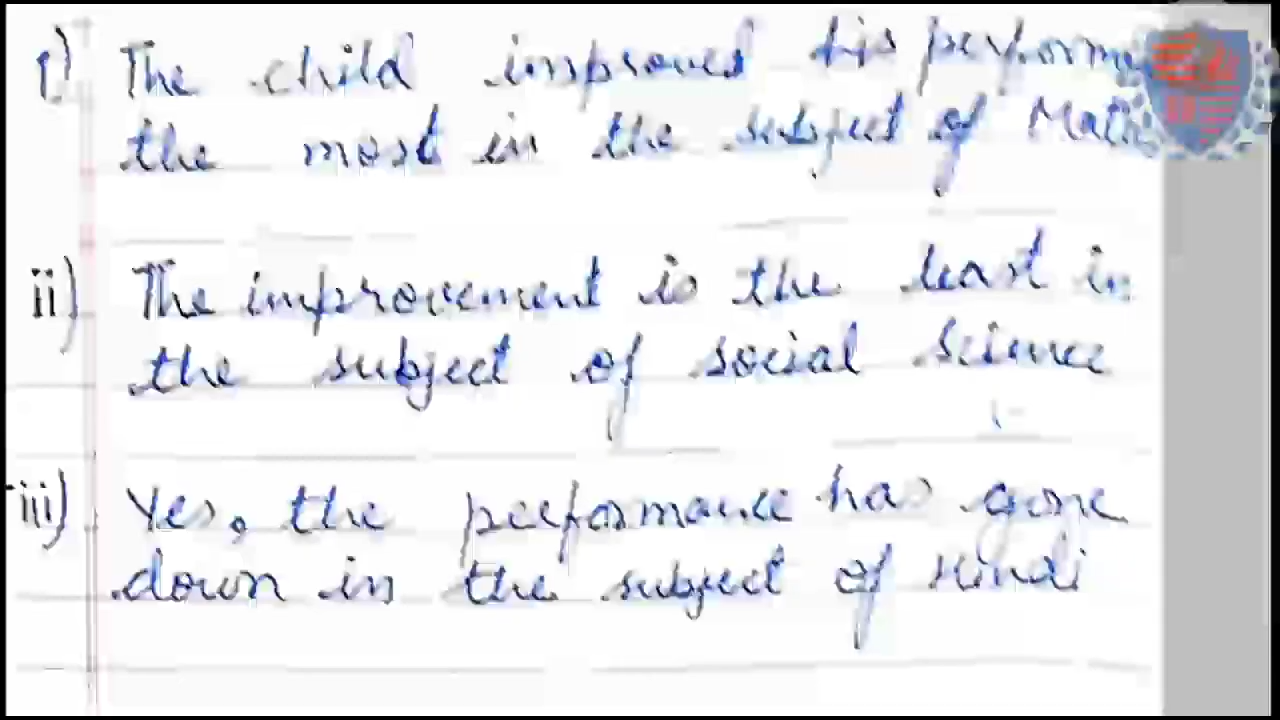 i) The child improved his perform
the most in the subject of Mat
ii) The improvement is the least in
the subject of social science
iii) Yes, the performance has gone
down in the subject of Hindi